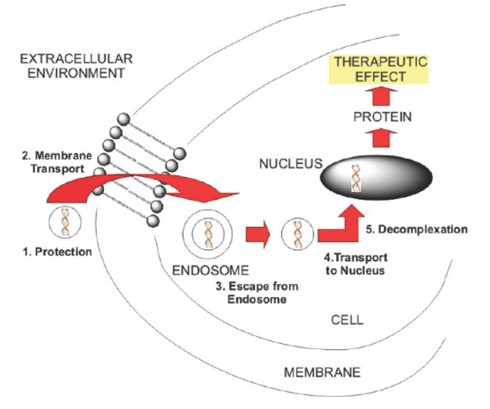 EXTRACELLULAR
ENVIRONMENT
THERAPEUTIC
EFFECT
PROTEIN
2. Membrane
Transport
NUCLEUS
1. Protection
5. Decomplexation
ENDOSOME
4.Transport
to Nucleus
3. Escape from
Endosome
CELL
MEMBRANE